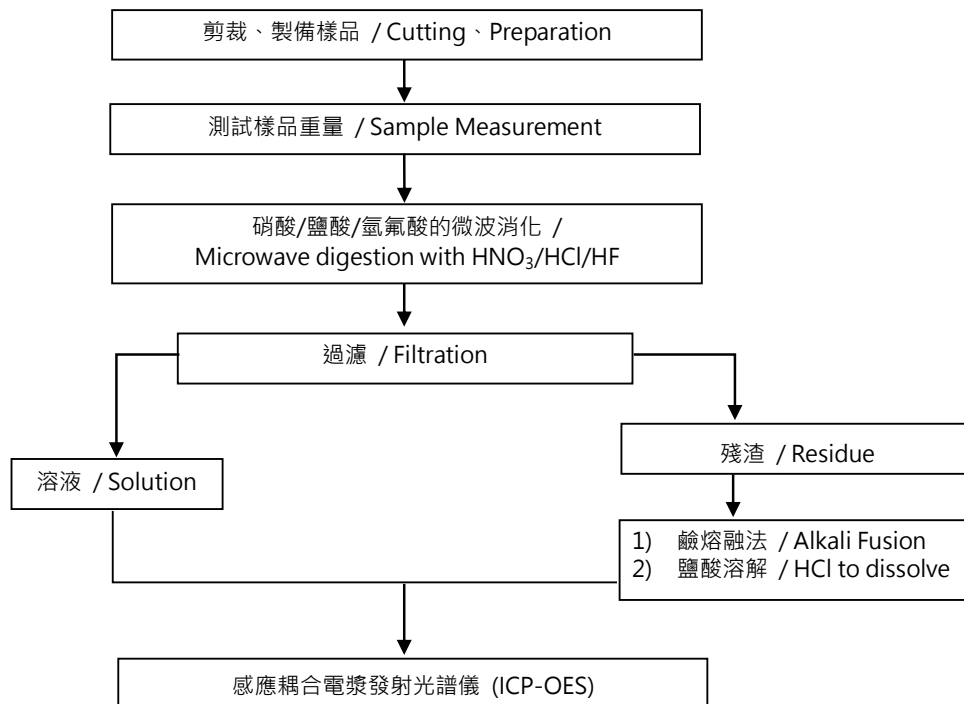 剪裁、製備樣品 / Cutting、Preparation
測試樣品重量 / Sample Measurement
硝酸/鹽酸/氫氟酸的微波消化 /
Microwave digestion with HNO₃/HCl/HF
過濾 / Filtration
溶液 / Solution
殘渣 / Residue
1) 鹼熔融法 / Alkali Fusion
2) 鹽酸溶解 / HCl to dissolve
感應耦合電漿發射光譜儀 (ICP-OES)